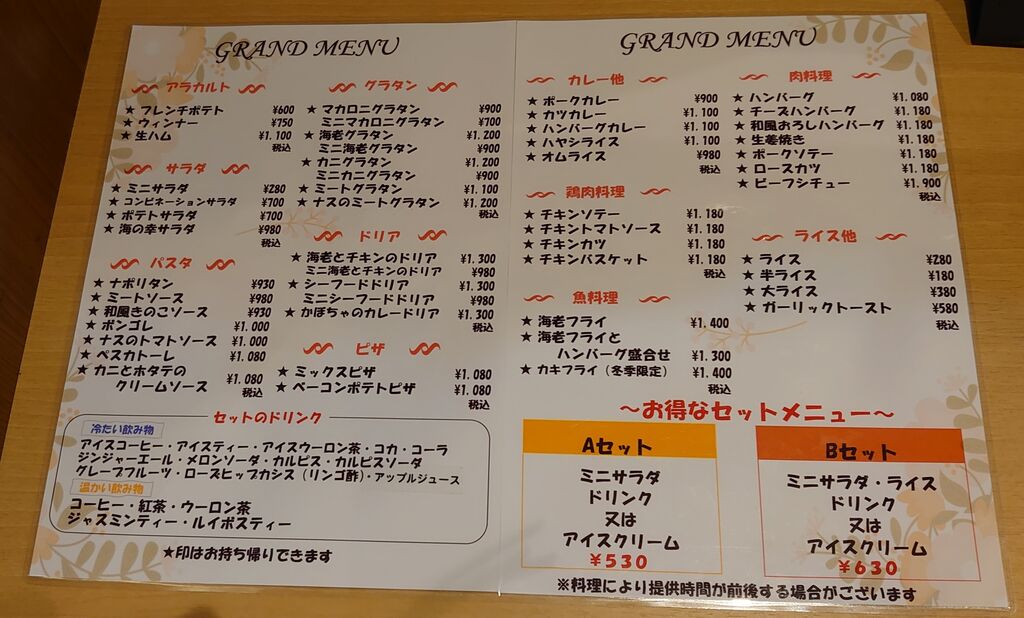 GRAND MENU
アラカルト
★ フレンチポテト ¥600
★ ウィンナー ¥750
★ 生ハム ¥1.100
税込
サラダ
★ ミニサラダ ¥280
★ コンビネーションサラダ ¥700
★ ポテトサラダ ¥700
★ 海の幸サラダ ¥980
税込
パスタ
★ ナポリタン ¥930
★ ミートソース ¥980
★ 和風きのこソース ¥930
★ ボンゴレ ¥1.000
★ ナスのトマトソース ¥1.000
★ ペスカトーレ ¥1.080
★ カニとホタテの
クリームソース ¥1.080
税込
グラタン
★ マカロニグラタン ¥900
ミニマカロニグラタン ¥700
★ 海老グラタン ¥1.200
ミニ海老グラタン ¥900
★ カニグラタン ¥1.200
ミニカニグラタン ¥900
★ ミートグラタン ¥1.100
★ ナスのミートグラタン ¥1.200
税込
ドリア
★ 海老とチキンのドリア ¥1.300
ミニ海老とチキンのドリア ¥980
★ シーフードドリア ¥1.300
ミニシーフードドリア ¥980
★ かぼちゃのカレードリア ¥1.300
税込
ピザ
★ ミックスピザ ¥1.080
★ ベーコンポテトピザ ¥1.080
税込
セットのドリンク
冷たい飲み物
アイスコーヒー・アイスティー・アイスウーロン茶・コカ・コーラ
ジンジャーエール・メロンソーダ・カルピス・カルピスソーダ
グレープフルーツ・ローズヒップカシス（リンゴ酢）・アップルジュース
温かい飲み物
コーヒー・紅茶・ウーロン茶
ジャスミンティー・ルイボスティー
★印はお持ち帰りできます
GRAND MENU
カレー他
★ ポークカレー ¥900
★ カツカレー ¥1.100
★ ハンバーグカレー ¥1.100
★ ハヤシライス ¥1.100
★ オムライス ¥980
税込
鶏肉料理
★ チキンソテー ¥1.180
★ チキントマトソース ¥1.180
★ チキンカツ ¥1.180
★ チキンバスケット ¥1.180
税込
魚料理
★ 海老フライ ¥1.400
★ 海老フライと
ハンバーグ盛合せ ¥1.300
★ カキフライ（冬季限定） ¥1.400
税込
肉料理
★ ハンバーグ ¥1.080
★ チーズハンバーグ ¥1.180
★ 和風おろしハンバーグ ¥1.180
★ 生姜焼き ¥1.180
★ ポークソテー ¥1.180
★ ロースカツ ¥1.180
★ ビーフシチュー ¥1.900
税込
ライス他
★ ライス ¥280
★ 半ライス ¥180
★ 大ライス ¥380
★ ガーリックトースト ¥580
税込
～お得なセットメニュー～
Aセット
ミニサラダ
ドリンク
又は
アイスクリーム
¥530
Bセット
ミニサラダ・ライス
ドリンク
又は
アイスクリーム
¥630
※料理により提供時間が前後する場合がございます